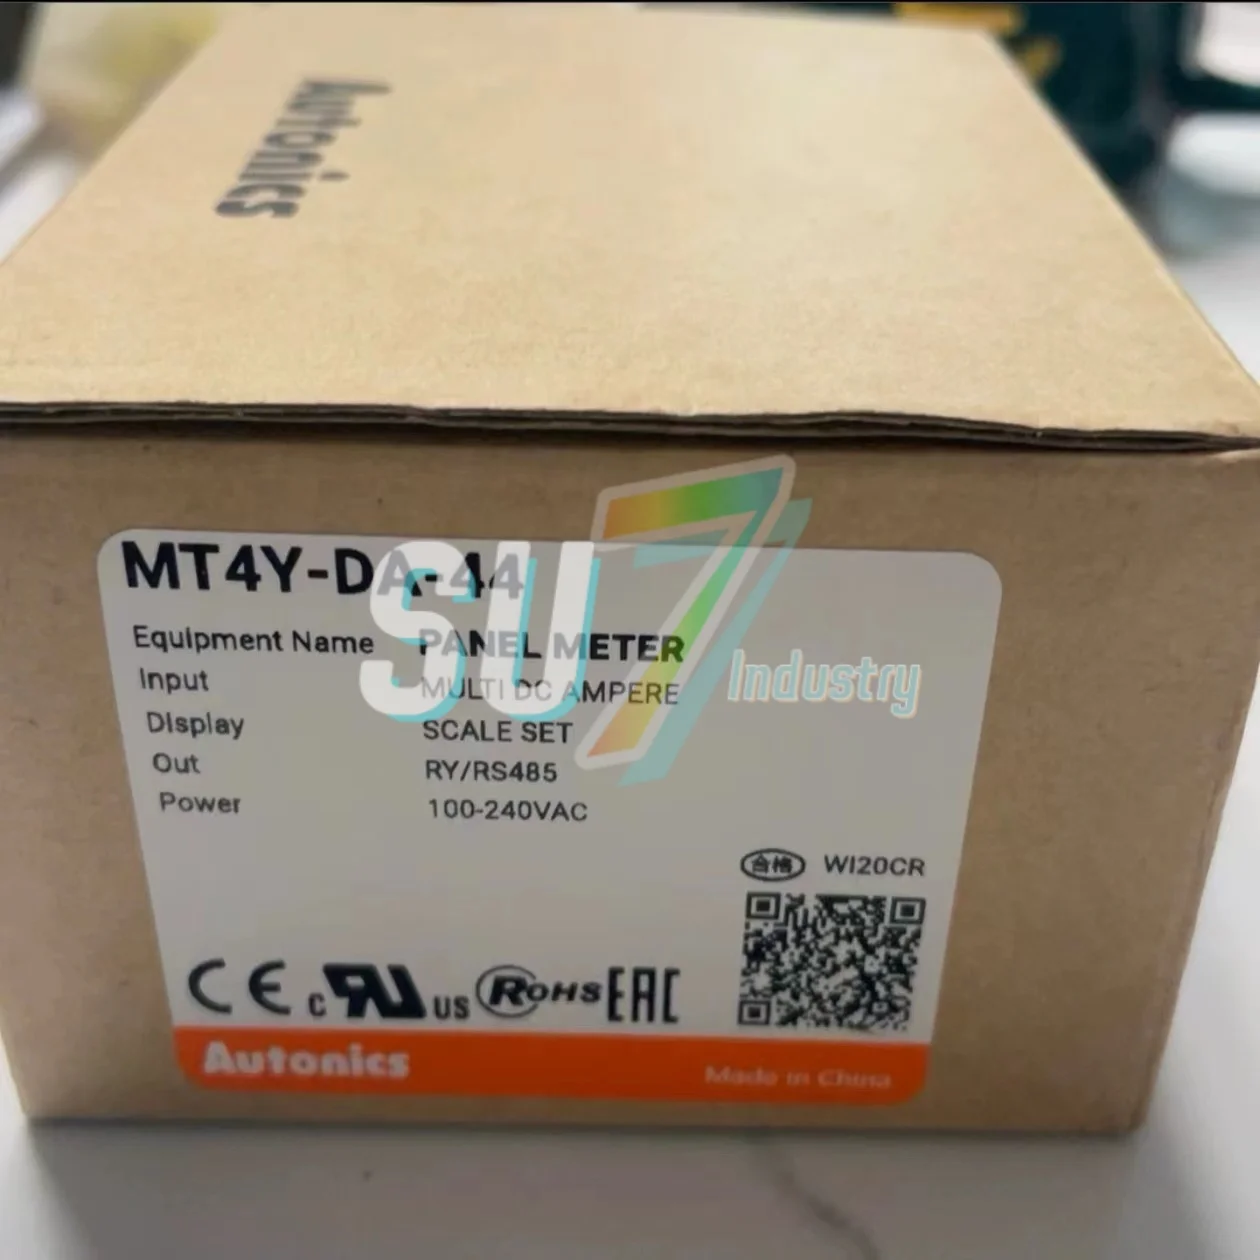 Autonics
MT4Y-DA-44
Equipment Name PANEL METER
Input MULTI DC AMPERE
Display SCALE SET
Out RY/RS485
Power 100-240VAC
SU7 Industry
合格 WI20CR
CE c RU US RoHS EAC
Autonics Made in China